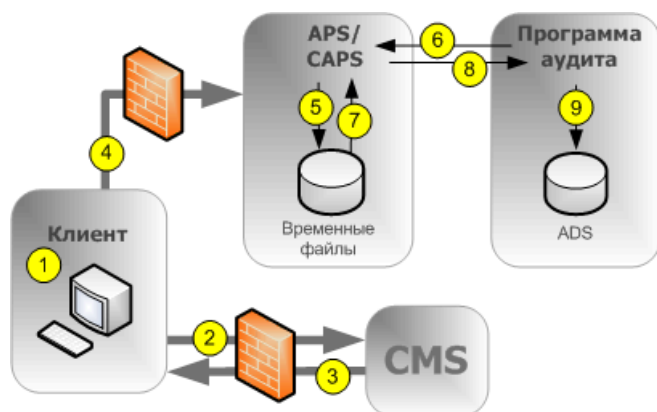 APS/
CAPS
6
Программа
аудита
8
5
7
9
4
Временные
файлы
ADS
Клиент
1
2
3
CMS